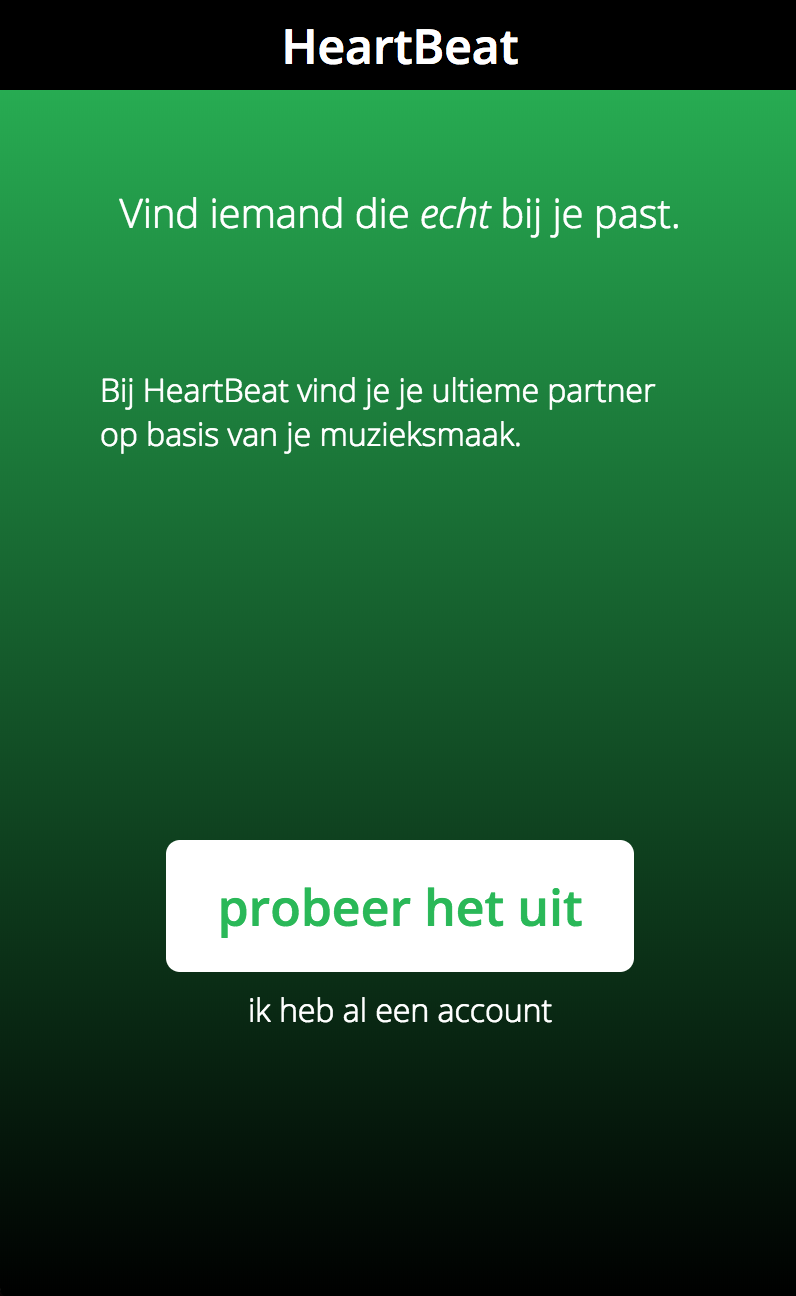 HeartBeat
Vind iemand die echt bij je past.
Bij HeartBeat vind je je ultieme partner
op basis van je muzieksmaak.
probeer het uit
ik heb al een account